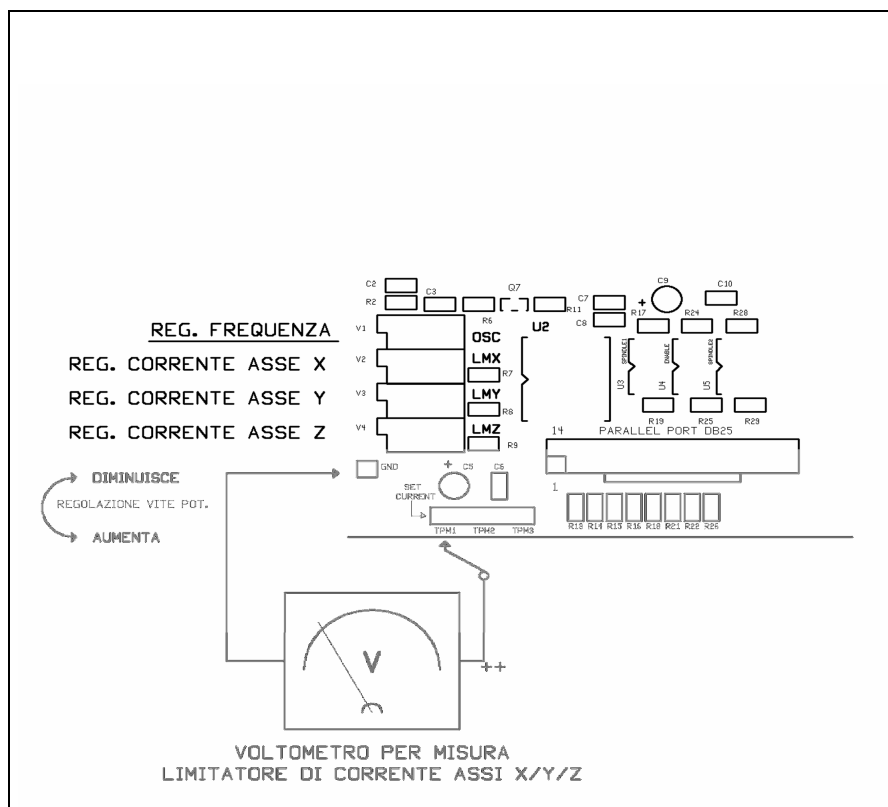 C2
C3
Q7
C7
C9
C10
R2
R6
R11
C8
+
R17
R24
R28
REG. FREQUENZA
V1
OSC
U2
REG. CORRENTE ASSE X
V2
LMX
R7
SPINDLE1
ENABLE
SPINDLE2
U3
U4
U5
REG. CORRENTE ASSE Y
V3
LMY
R8
R19
R25
R29
REG. CORRENTE ASSE Z
V4
LMZ
R9
14
PARALLEL PORT DB25
GND
+
C5
C6
1
DIMINUISCE
REGOLAZIONE VITE POT.
AUMENTA
SET
CURRENT
TPM1 TPM2 TPM3
R13 R14 R15 R16 R18 R21 R22 R26
V
++
VOLTOMETRO PER MISURA
LIMITATORE DI CORRENTE ASSI X/Y/Z